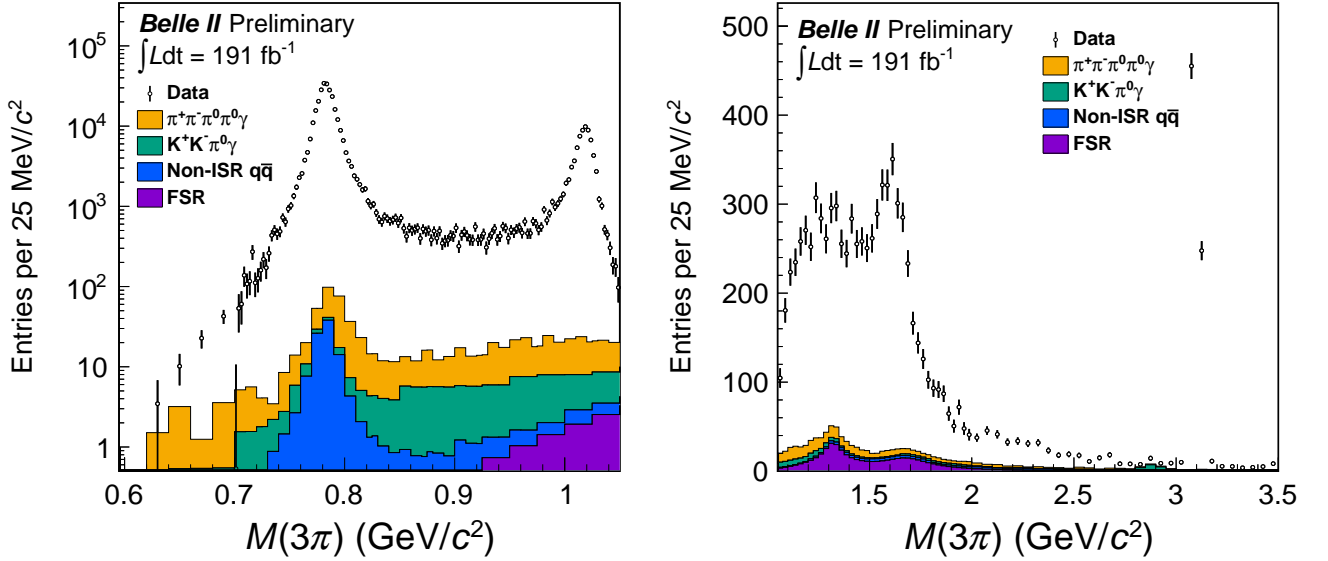 Belle II Preliminary
∫Ldt = 191 fb⁻¹
Data
π⁺π⁻π⁰π⁰γ
K⁺K⁻π⁰γ
Non-ISR qq̅
FSR
Entries per 25 MeV/c²
10⁵
10⁴
10³
10²
10
1
0.6 0.7 0.8 0.9 1
M(3π) (GeV/c²)
Belle II Preliminary
∫Ldt = 191 fb⁻¹
Data
π⁺π⁻π⁰π⁰γ
K⁺K⁻π⁰γ
Non-ISR qq̅
FSR
Entries per 25 MeV/c²
500
400
300
200
100
0
1.5 2 2.5 3 3.5
M(3π) (GeV/c²)